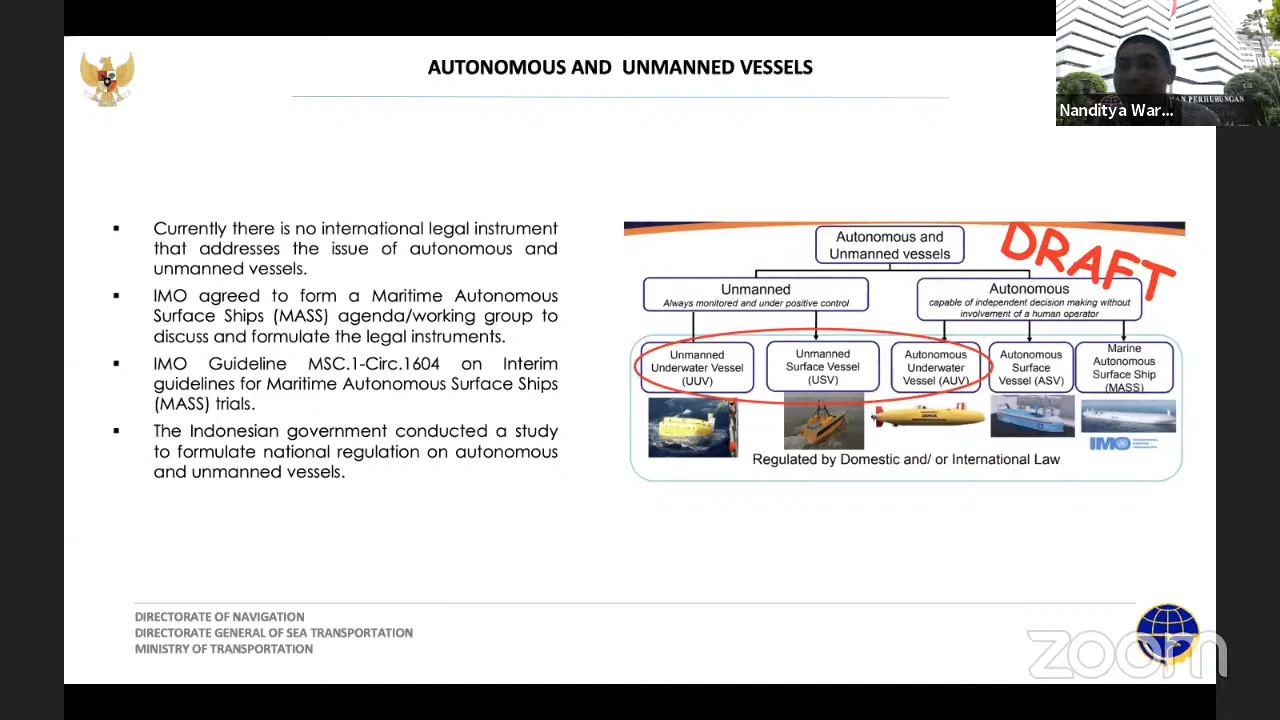 AUTONOMOUS AND UNMANNED VESSELS
Nanditya War...
AN PERHUBUNGAN
▪ Currently there is no international legal instrument
that addresses the issue of autonomous and
unmanned vessels.
▪ IMO agreed to form a Maritime Autonomous
Surface Ships (MASS) agenda/working group to
discuss and formulate the legal instruments.
▪ IMO Guideline MSC.1-Circ.1604 on Interim
guidelines for Maritime Autonomous Surface Ships
(MASS) trials.
▪ The Indonesian government conducted a study
to formulate national regulation on autonomous
and unmanned vessels.
DRAFT
Autonomous and
Unmanned vessels
Unmanned
Always monitored and under positive control
Autonomous
capable of independent decision making without
involvement of a human operator
Unmanned
Underwater Vessel
(UUV)
Unmanned
Surface Vessel
(USV)
Autonomous
Underwater
Vessel (AUV)
Autonomous
Surface
Vessel (ASV)
Marine
Autonomous
Surface Ship
(MASS)
IMO
Regulated by Domestic and/ or International Law
DIRECTORATE OF NAVIGATION
DIRECTORATE GENERAL OF SEA TRANSPORTATION
MINISTRY OF TRANSPORTATION
zoom